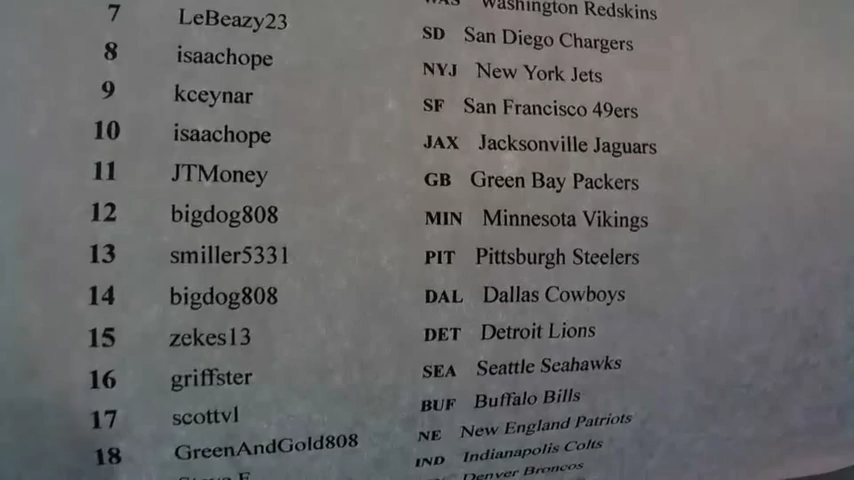 Washington Redskins
7 LeBeazy23 SD San Diego Chargers
8 isaachope NYJ New York Jets
9 kceynar SF San Francisco 49ers
10 isaachope JAX Jacksonville Jaguars
11 JTMoney GB Green Bay Packers
12 bigdog808 MIN Minnesota Vikings
13 smiller5331 PIT Pittsburgh Steelers
14 bigdog808 DAL Dallas Cowboys
15 zekes13 DET Detroit Lions
16 griffster SEA Seattle Seahawks
17 scottvl BUF Buffalo Bills
18 GreenAndGold808 NE New England Patriots
IND Indianapolis Colts
Denver Broncos